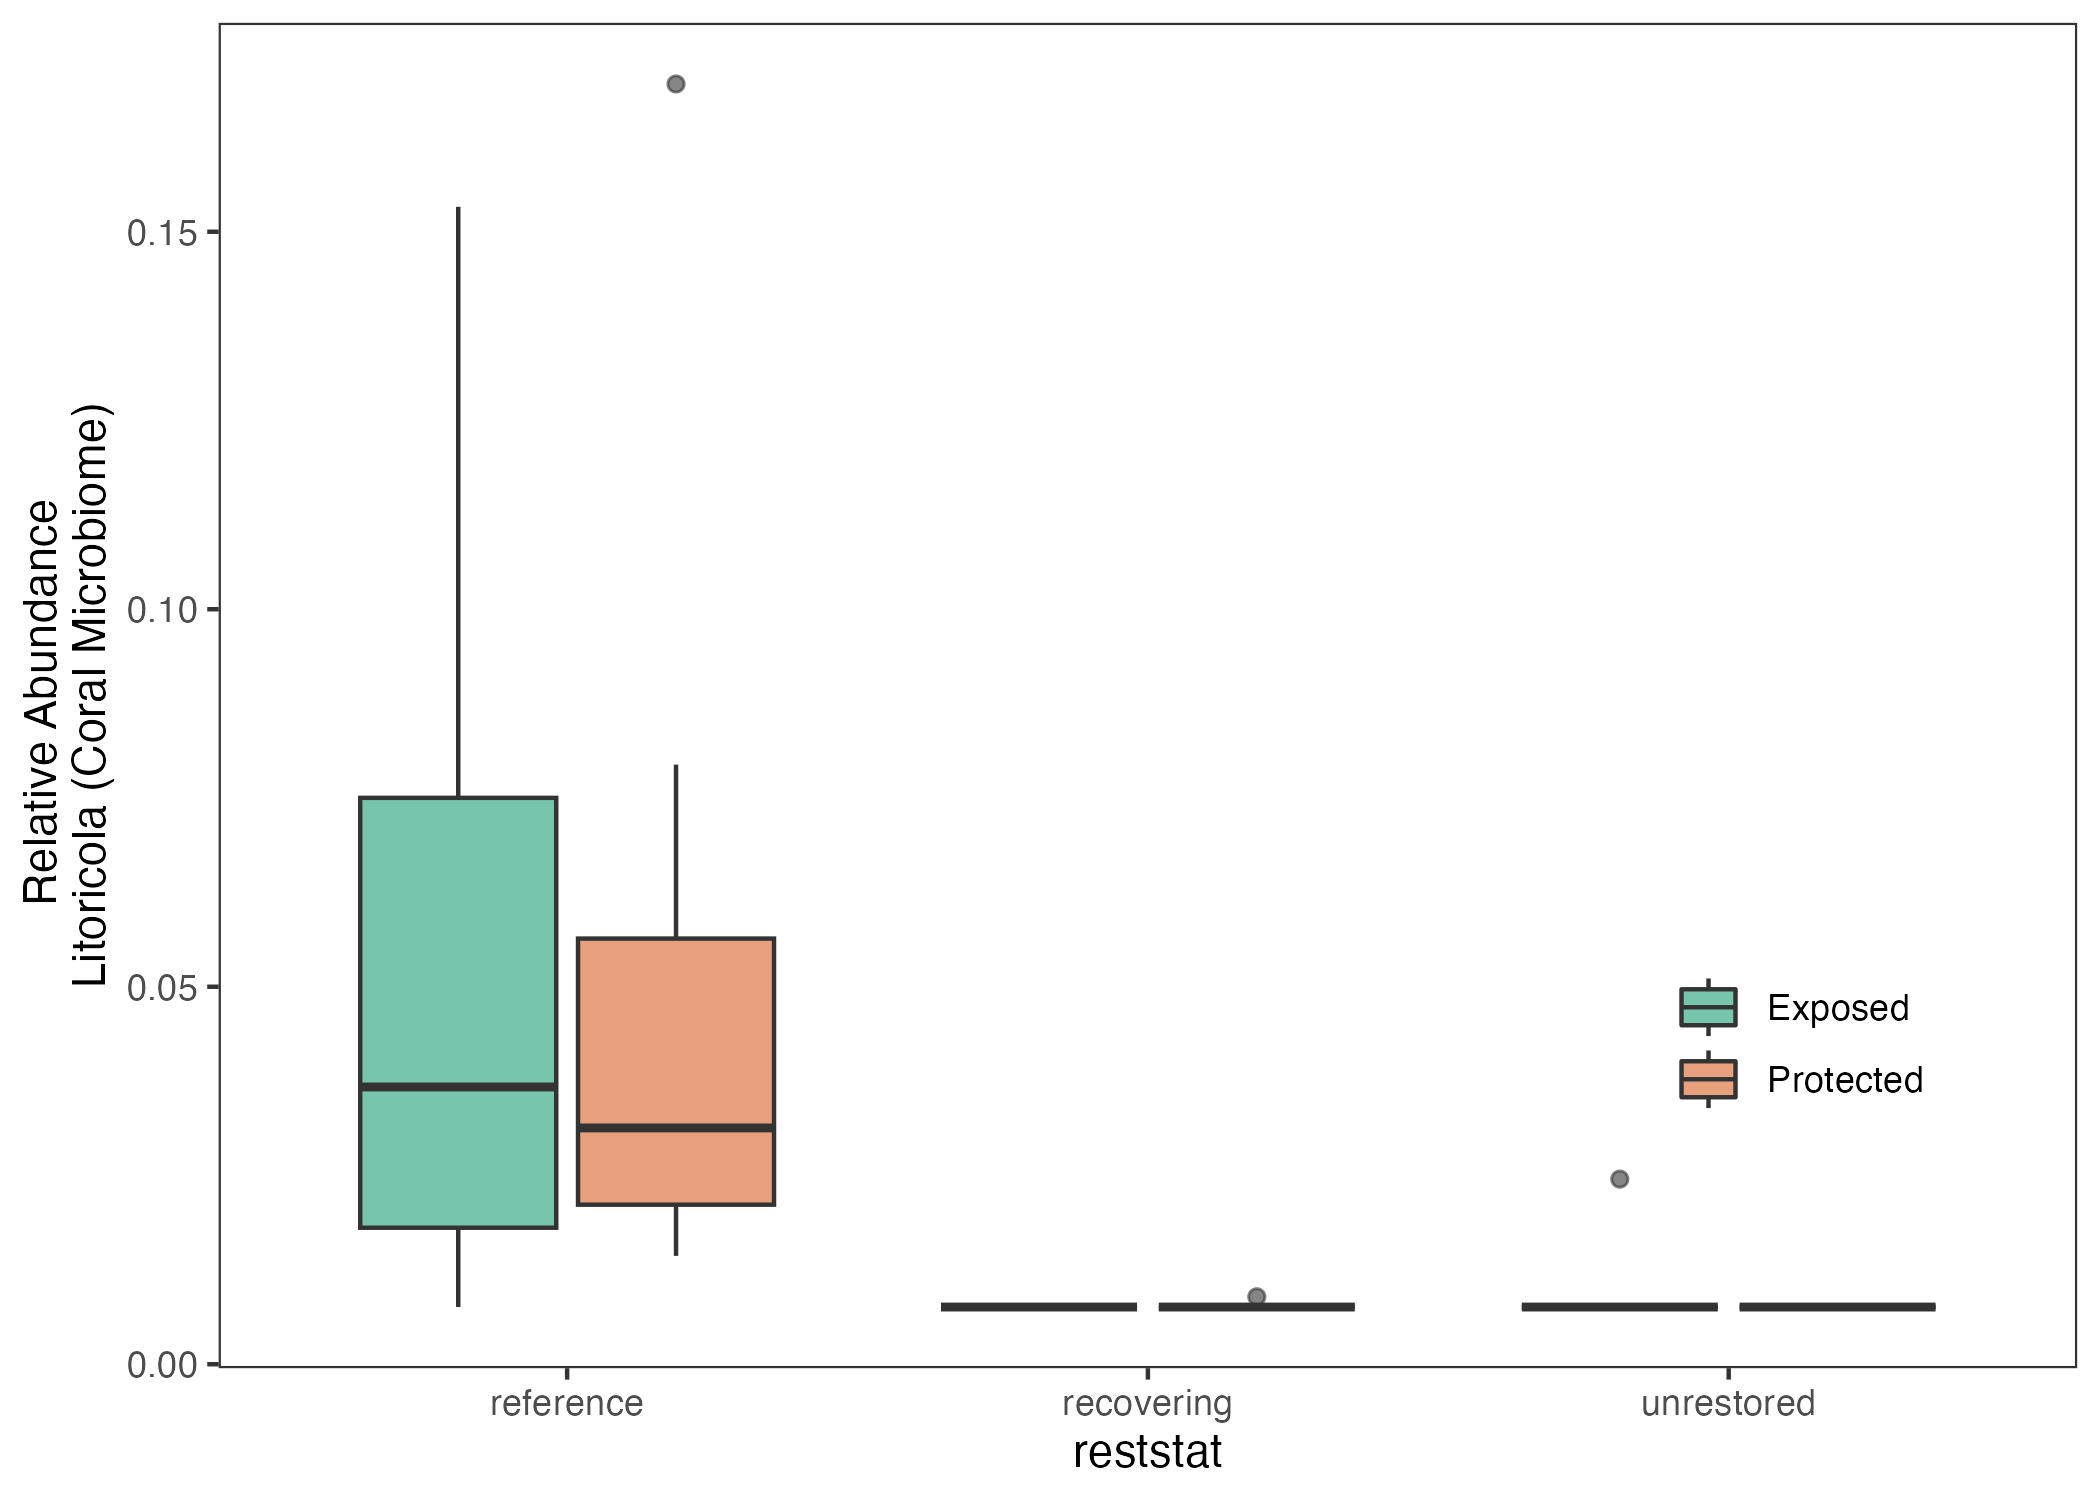 Relative Abundance
Litoricola (Coral Microbiome)
0.15
0.10
0.05
0.00
Exposed
Protected
reference
recovering
unrestored
reststat